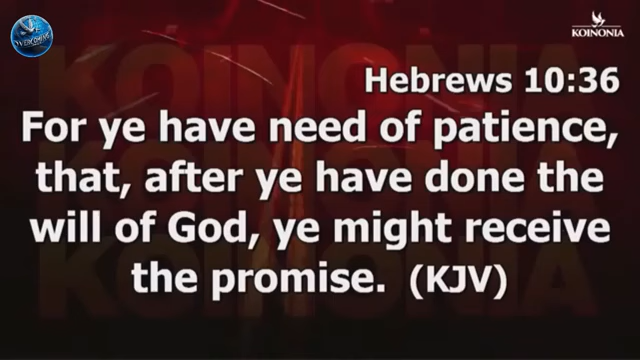 KOINONIA
Hebrews 10:36
For ye have need of patience,
that, after ye have done the
will of God, ye might receive
the promise. (KJV)